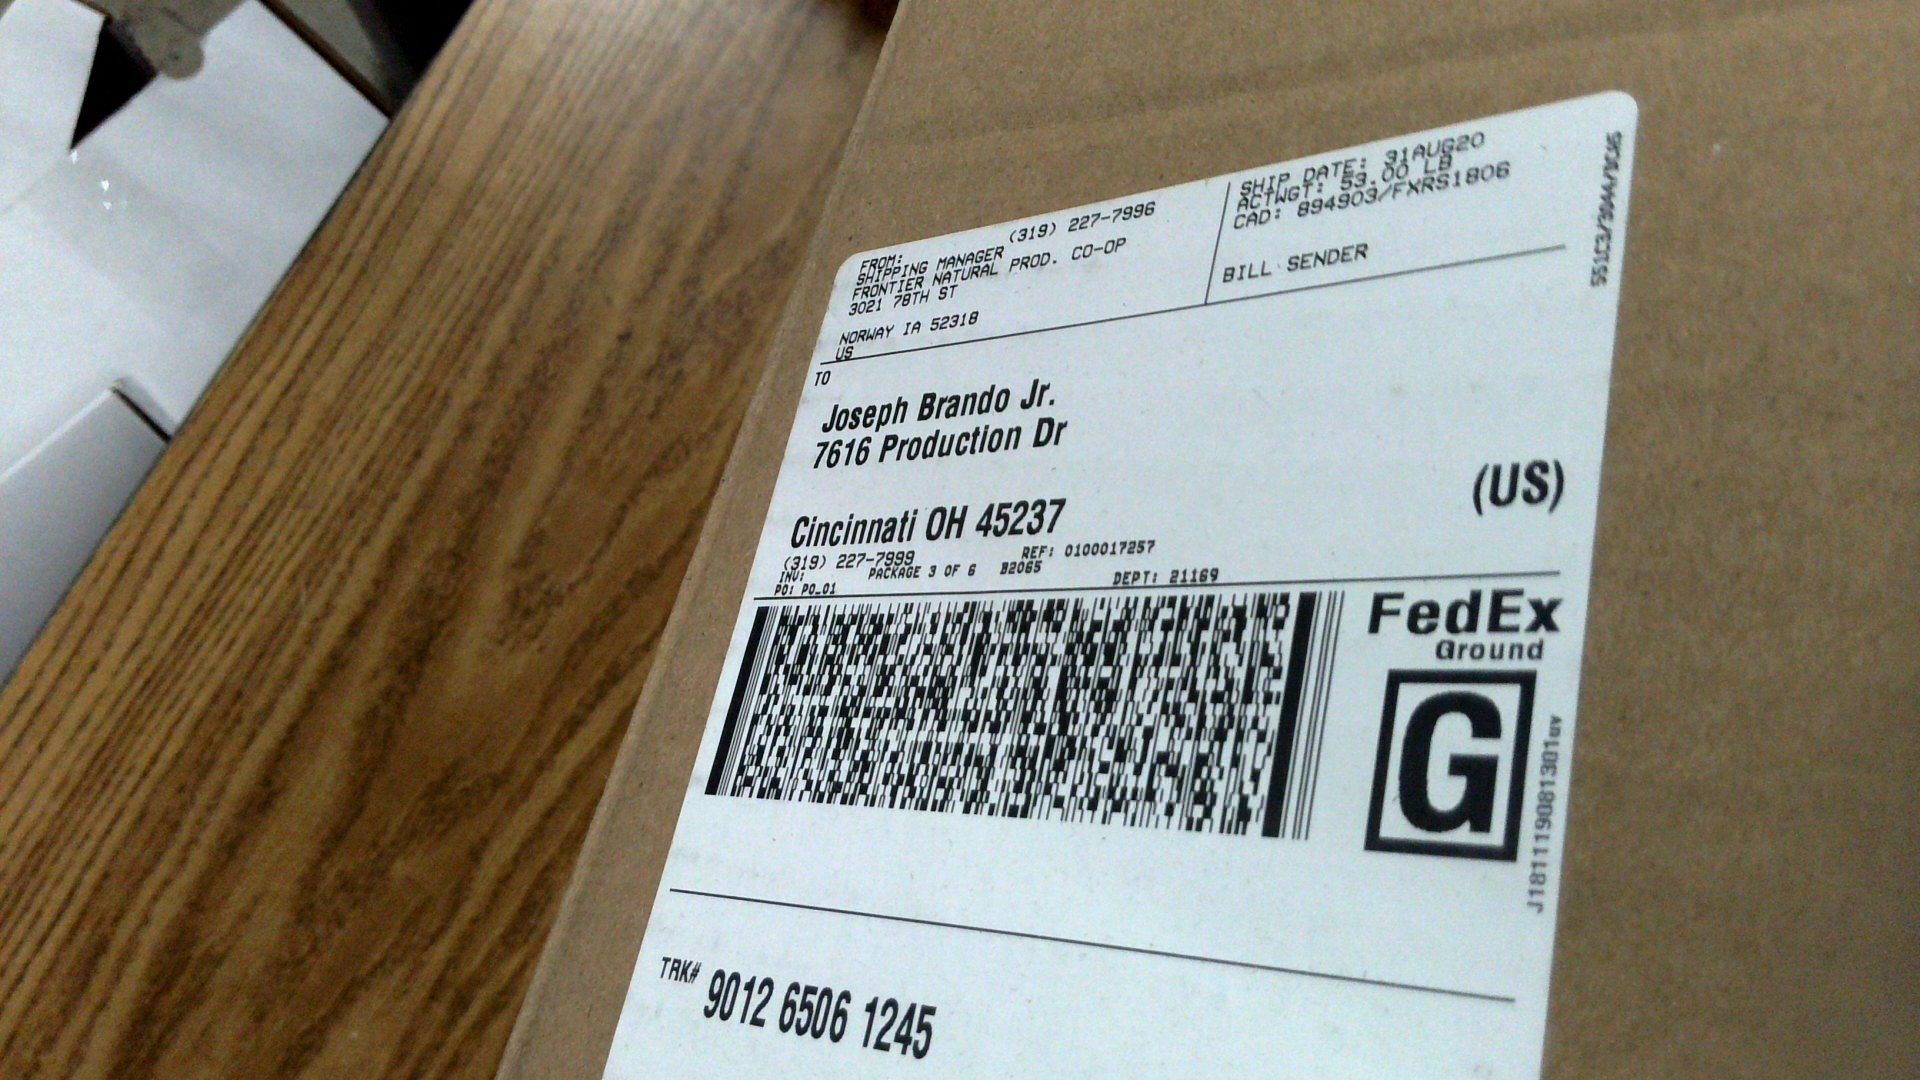 FROM: (319) 227-7996
SHIPPING MANAGER
FRONTIER NATURAL PROD. CO-OP
3021 78TH ST
NORWAY IA 52318
US
SHIP DATE: 31AUG20
ACTWGT: 53.00 LB
CAD: 894903/FXRS1806
BILL SENDER
TO
Joseph Brando Jr.
7616 Production Dr
Cincinnati OH 45237
(US)
(319) 227-7999 REF: 0100017257
INV: PACKAGE 3 OF 6 B2065
PO: PO_01 DEPT: 21169
FedEx
Ground
G
J181119081301uv
TRK# 9012 6506 1245